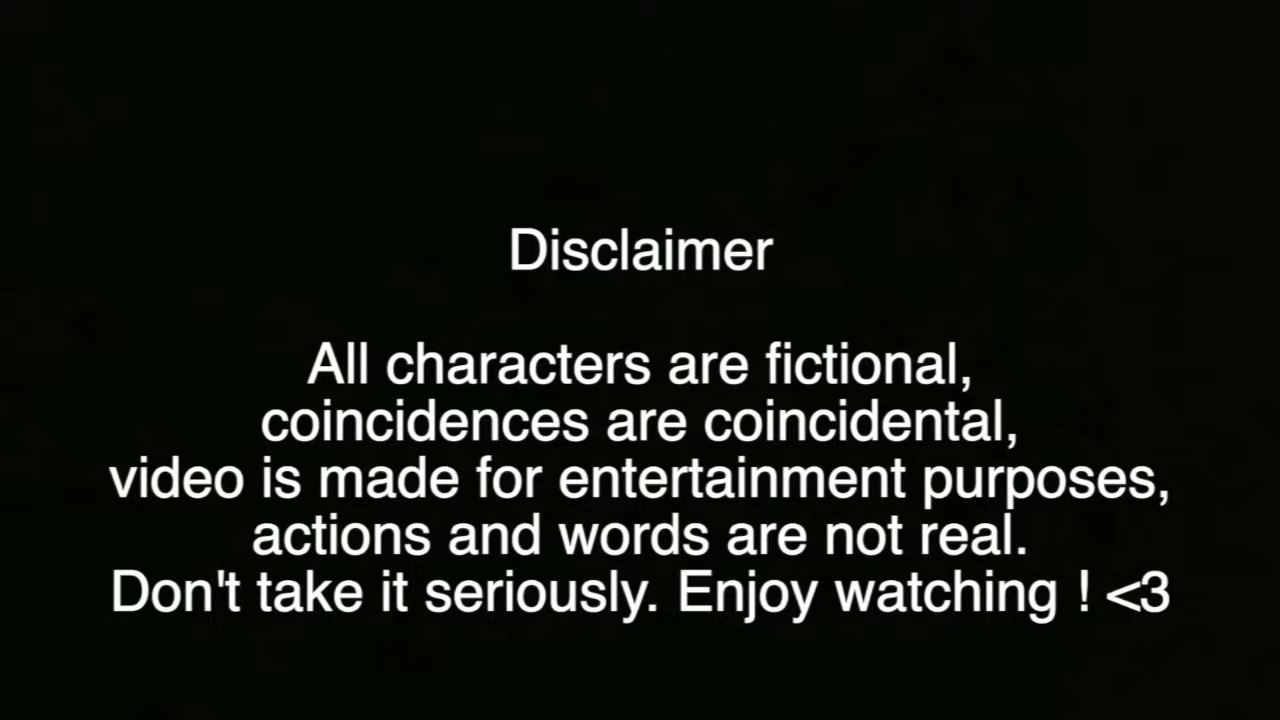 Disclaimer
All characters are fictional,
coincidences are coincidental,
video is made for entertainment purposes,
actions and words are not real.
Don't take it seriously. Enjoy watching ! <3